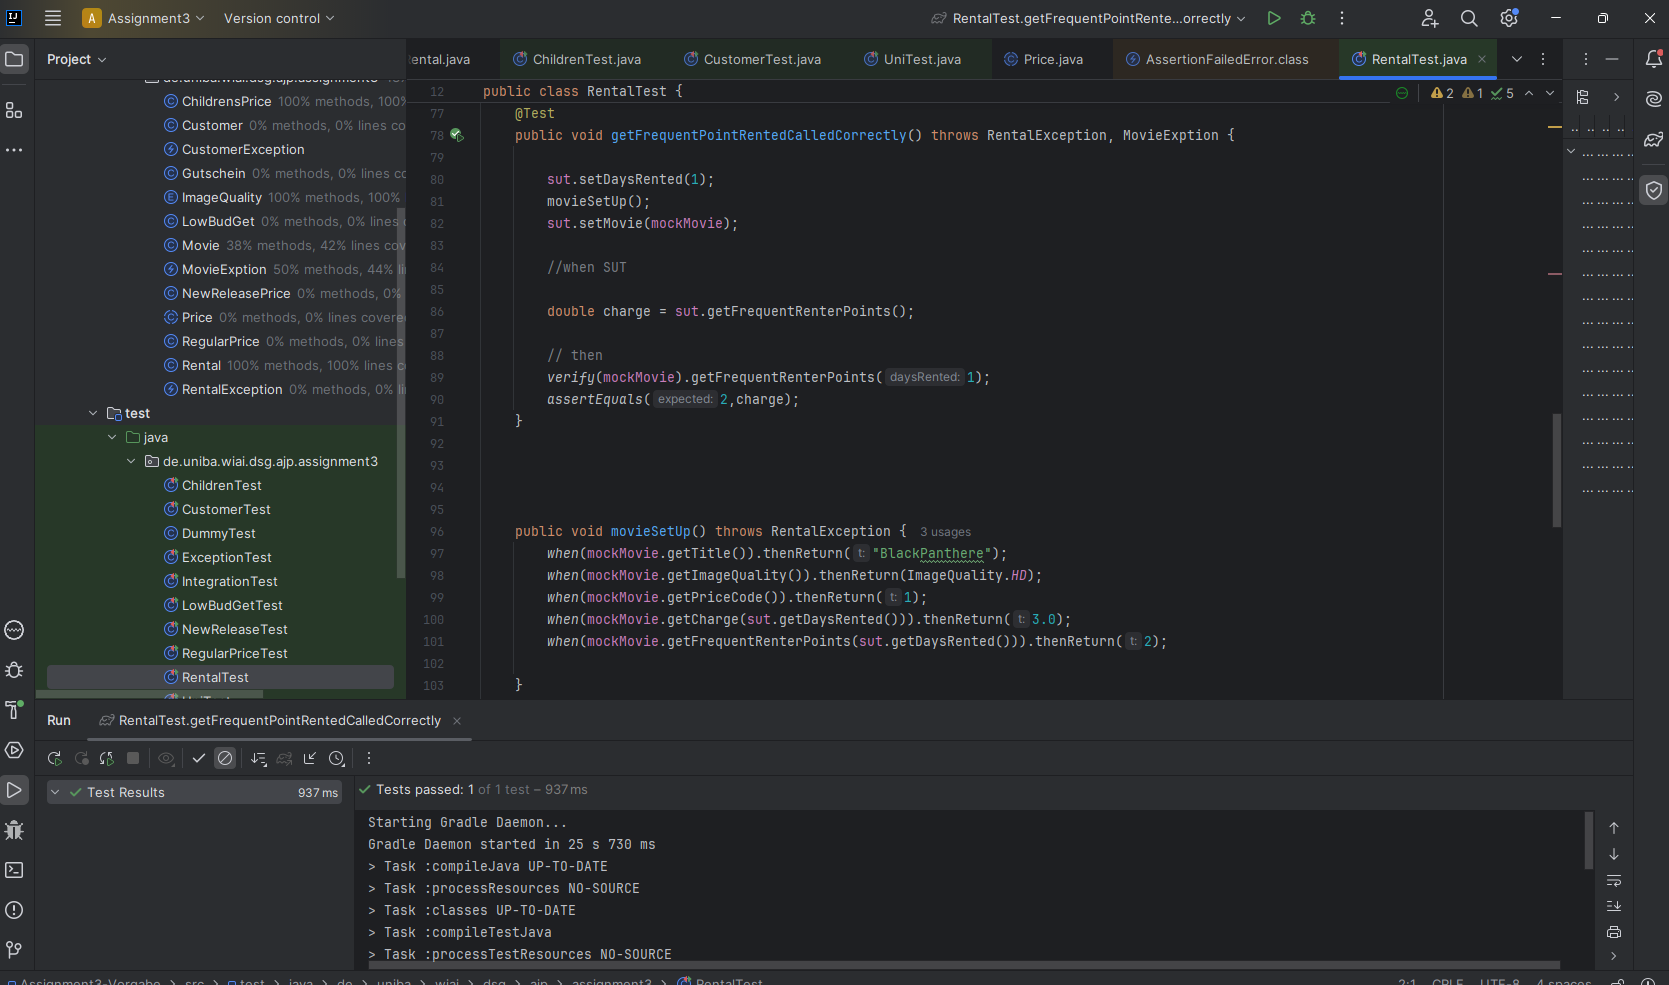 Assignment3
Version control
RentalTest.getFrequentPointRente...orrectly
Project
ental.java
ChildrenTest.java
CustomerTest.java
UniTest.java
Price.java
AssertionFailedError.class
RentalTest.java
ChildrensPrice 100% methods, 100%
Customer 0% methods, 0% lines co
CustomerException
Gutschein 0% methods, 0% lines co
ImageQuality 100% methods, 100%
LowBudGet 0% methods, 0% lines c
Movie 38% methods, 42% lines cov
MovieExption 50% methods, 44% li
NewReleasePrice 0% methods, 0%
Price 0% methods, 0% lines covere
RegularPrice 0% methods, 0% lines
Rental 100% methods, 100% lines c
RentalException 0% methods, 0% li
test
java
de.uniba.wiai.dsg.ajp.assignment3
ChildrenTest
CustomerTest
DummyTest
ExceptionTest
IntegrationTest
LowBudGetTest
NewReleaseTest
RegularPriceTest
RentalTest
12 public class RentalTest {
2 1 5
77 @Test
78 public void getFrequentPointRentedCalledCorrectly() throws RentalException, MovieExption {
79
80 sut.setDaysRented(1);
81 movieSetUp();
82 sut.setMovie(mockMovie);
83
84 //when SUT
85
86 double charge = sut.getFrequentRenterPoints();
87
88 // then
89 verify(mockMovie).getFrequentRenterPoints( daysRented: 1);
90 assertEquals( expected: 2,charge);
91 }
92
93
94
95
96 public void movieSetUp() throws RentalException { 3 usages
97 when(mockMovie.getTitle()).thenReturn( t: "BlackPanthere");
98 when(mockMovie.getImageQuality()).thenReturn(ImageQuality.HD);
99 when(mockMovie.getPriceCode()).thenReturn( t: 1);
100 when(mockMovie.getCharge(sut.getDaysRented())).thenReturn( t: 3.0);
101 when(mockMovie.getFrequentRenterPoints(sut.getDaysRented())).thenReturn( t: 2);
102
103 }
Run
RentalTest.getFrequentPointRentedCalledCorrectly
Test Results 937 ms
Tests passed: 1 of 1 test – 937 ms
Starting Gradle Daemon...
Gradle Daemon started in 25 s 730 ms
> Task :compileJava UP-TO-DATE
> Task :processResources NO-SOURCE
> Task :classes UP-TO-DATE
> Task :compileTestJava
> Task :processTestResources NO-SOURCE
Assignment3-Vorgabe > src > test > java > de > uniba > wiai > dsg > ajp > assignment3 > RentalTest
2:1 CRLF UTF-8 4 spaces